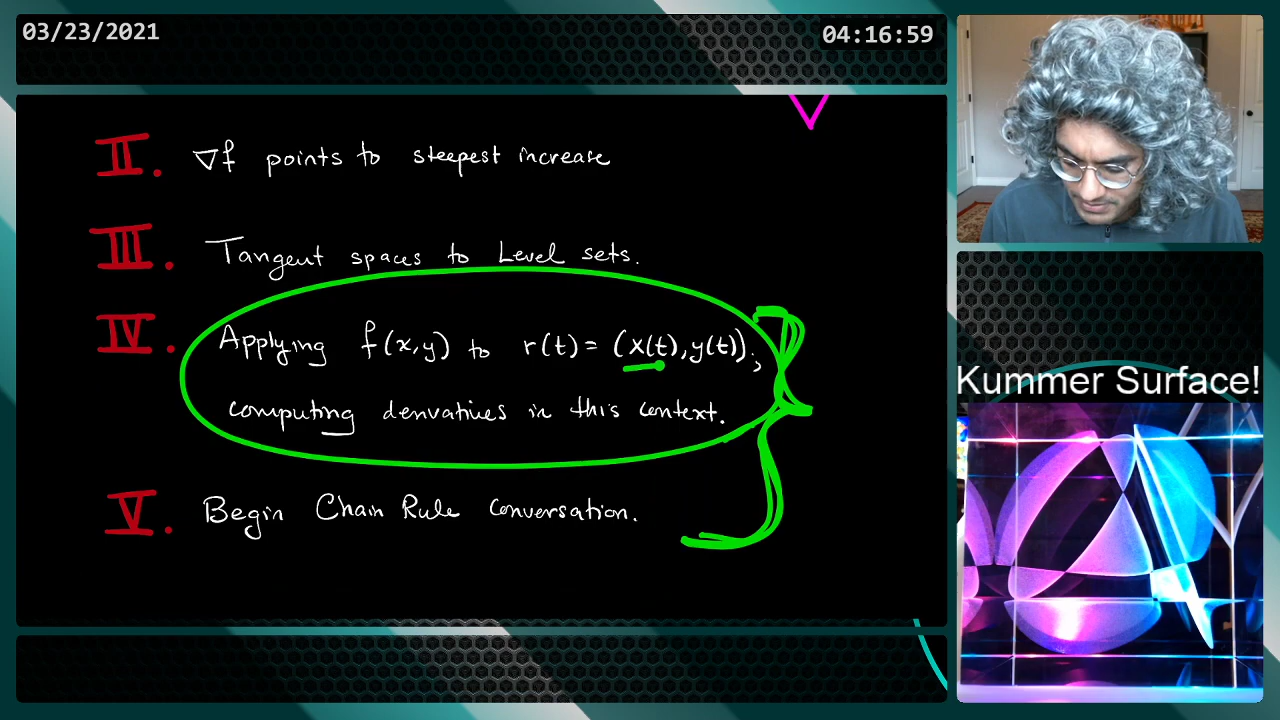 03/23/2021
04:16:59
II. ∇f points to steepest increase
III. Tangent spaces to Level sets.
IV. Applying f(x,y) to r(t)= (x(t),y(t));
computing derivatives in this context.
V. Begin Chain Rule Conversation.
Kummer Surface!